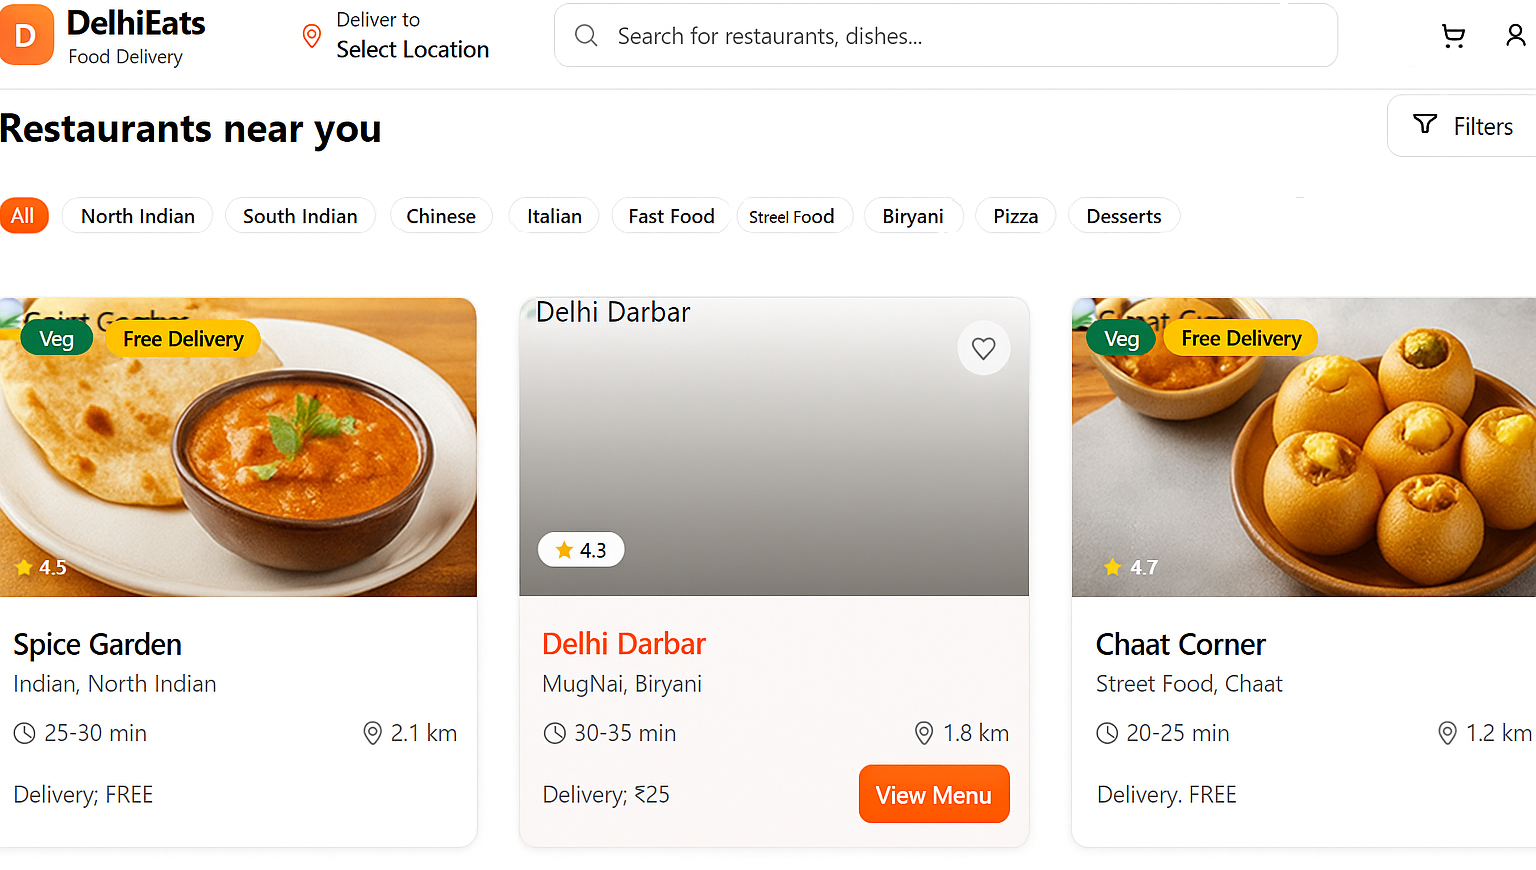 D
DelhiEats
Food Delivery
Deliver to
Select Location
Search for restaurants, dishes...
Restaurants near you
Filters
All
North Indian
South Indian
Chinese
Italian
Fast Food
Streel Food
Biryani
Pizza
Desserts
Veg
Free Delivery
4.5
Spice Garden
Indian, North Indian
25-30 min
2.1 km
Delivery; FREE
Delhi Darbar
4.3
Delhi Darbar
MugNai, Biryani
30-35 min
1.8 km
Delivery; ₹25
View Menu
Veg
Free Delivery
4.7
Chaat Corner
Street Food, Chaat
20-25 min
1.2 km
Delivery. FREE